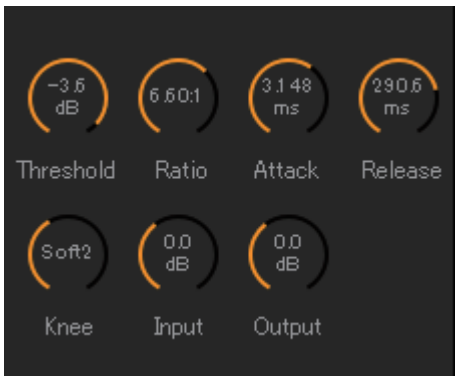 -3.6
dB
6.60:1
3.148
ms
290.6
ms
Threshold
Ratio
Attack
Release
Soft2
0.0
dB
0.0
dB
Knee
Input
Output